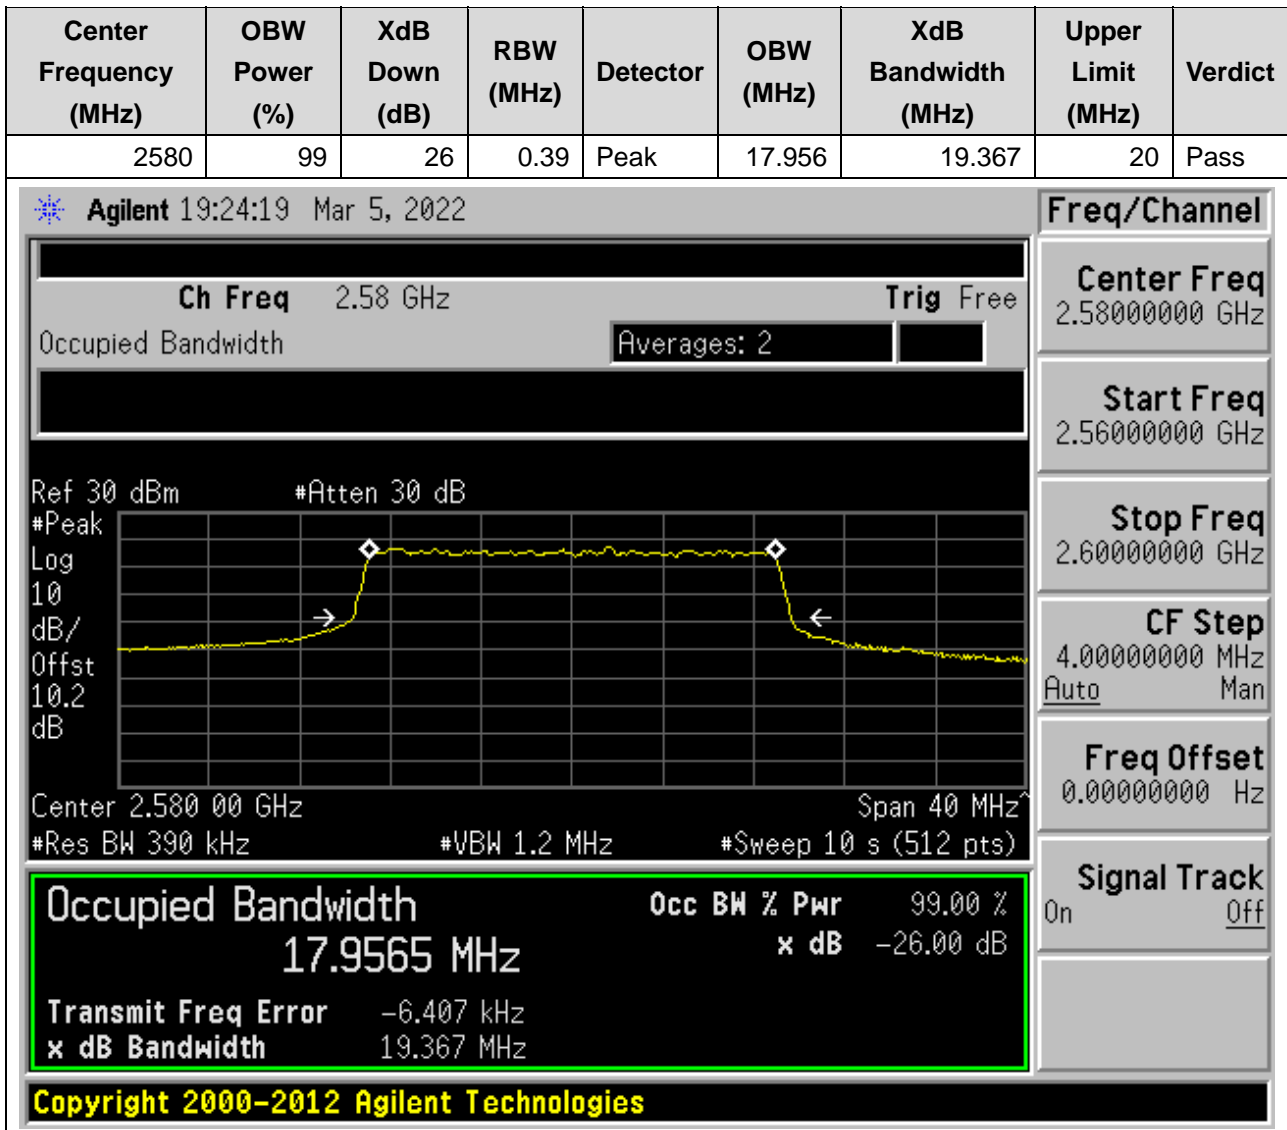 Center Frequency (MHz) OBW Power (%) XdB Down (dB) RBW (MHz) Detector OBW (MHz) XdB Bandwidth (MHz) Upper Limit (MHz) Verdict
2580 99 26 0.39 Peak 17.956 19.367 20 Pass
Agilent 19:24:19 Mar 5, 2022
Freq/Channel
Ch Freq 2.58 GHz Trig Free
Occupied Bandwidth Averages: 2
Center Freq
2.58000000 GHz
Start Freq
2.56000000 GHz
Stop Freq
2.60000000 GHz
CF Step
4.00000000 MHz
Auto Man
Freq Offset
0.00000000 Hz
Signal Track
On Off
Ref 30 dBm #Atten 30 dB
#Peak
Log
10
dB/
Offst
10.2
dB
Center 2.580 00 GHz Span 40 MHz^
#Res BW 390 kHz #VBW 1.2 MHz #Sweep 10 s (512 pts)
Occupied Bandwidth Occ BW % Pwr 99.00 %
17.9565 MHz x dB -26.00 dB
Transmit Freq Error -6.407 kHz
x dB Bandwidth 19.367 MHz
Copyright 2000-2012 Agilent Technologies